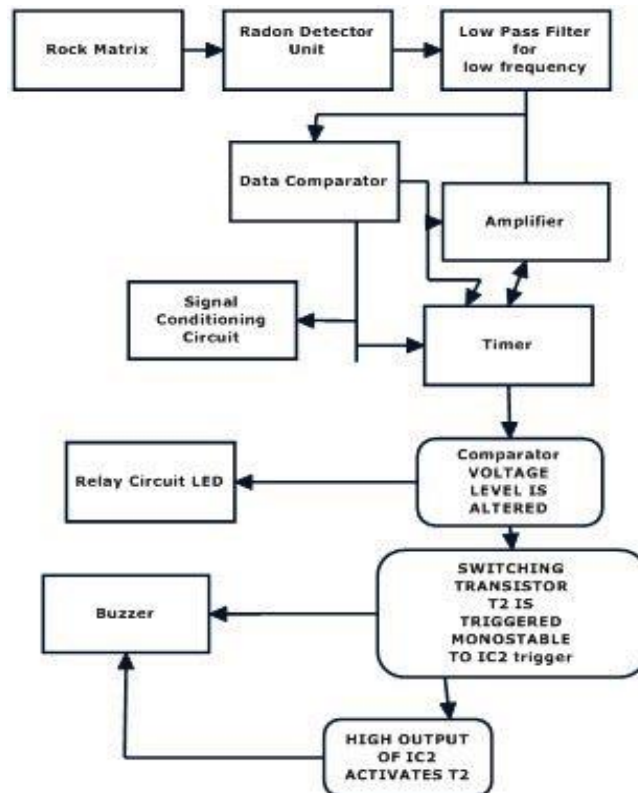 Rock Matrix
Radon Detector
Unit
Low Pass Filter
for
low frequency
Data Comparator
Amplifier
Signal
Conditioning
Circuit
Timer
Comparator
VOLTAGE
LEVEL IS
ALTERED
Relay Circuit LED
SWITCHING
TRANSISTOR
T2 IS
TRIGGERED
MONOSTABLE
TO IC2 trigger
Buzzer
HIGH OUTPUT
OF IC2
ACTIVATES T2